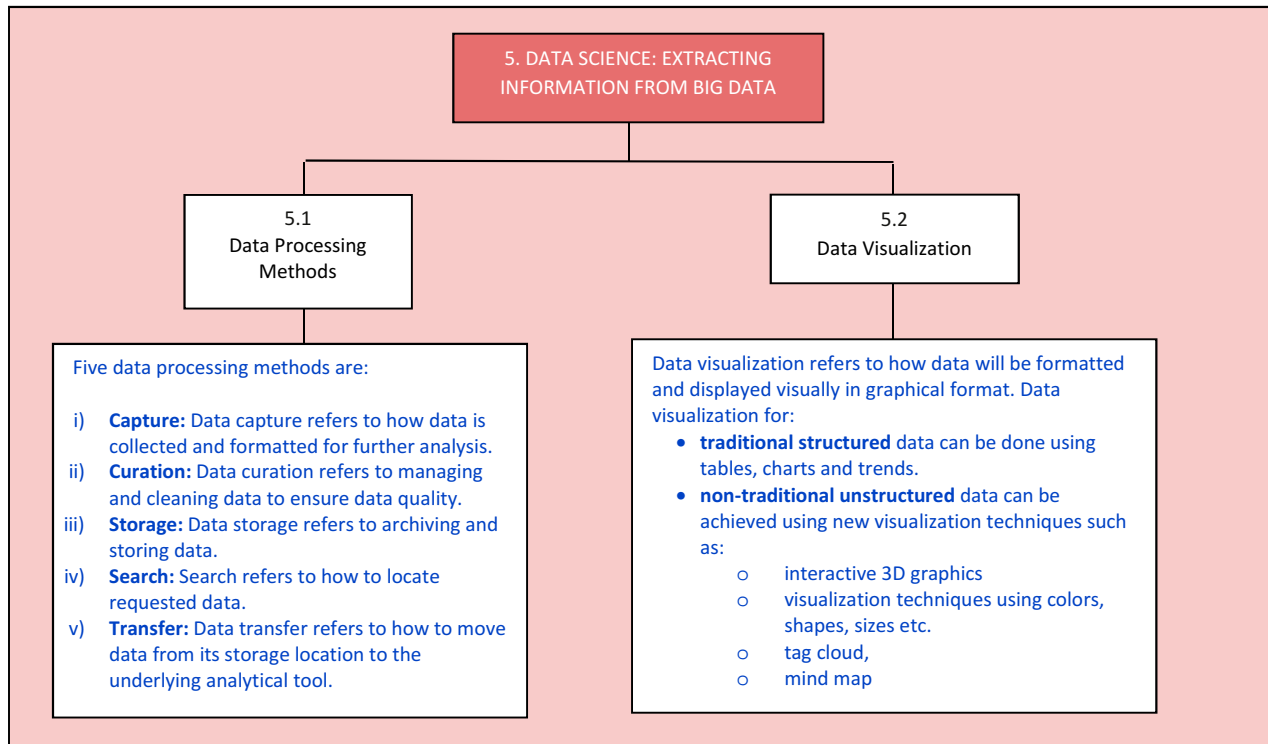 5. DATA SCIENCE: EXTRACTING
INFORMATION FROM BIG DATA
5.1
Data Processing
Methods
5.2
Data Visualization
Five data processing methods are:
i) Capture: Data capture refers to how data is
collected and formatted for further analysis.
ii) Curation: Data curation refers to managing
and cleaning data to ensure data quality.
iii) Storage: Data storage refers to archiving and
storing data.
iv) Search: Search refers to how to locate
requested data.
v) Transfer: Data transfer refers to how to move
data from its storage location to the
underlying analytical tool.
Data visualization refers to how data will be formatted
and displayed visually in graphical format. Data
visualization for:
• traditional structured data can be done using
tables, charts and trends.
• non-traditional unstructured data can be
achieved using new visualization techniques such
as:
o interactive 3D graphics
o visualization techniques using colors,
shapes, sizes etc.
o tag cloud,
o mind map